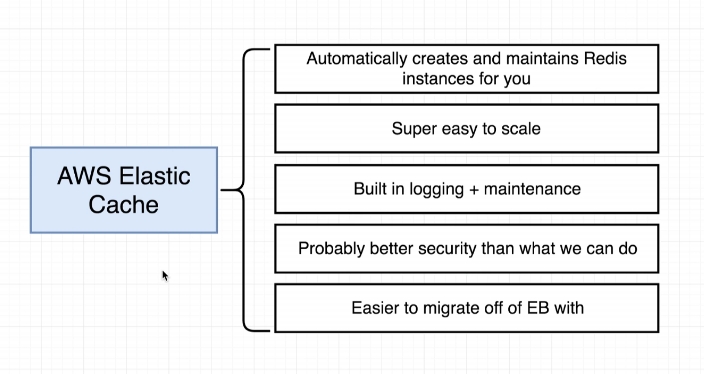 AWS Elastic
Cache
Automatically creates and maintains Redis
instances for you
Super easy to scale
Built in logging + maintenance
Probably better security than what we can do
Easier to migrate off of EB with